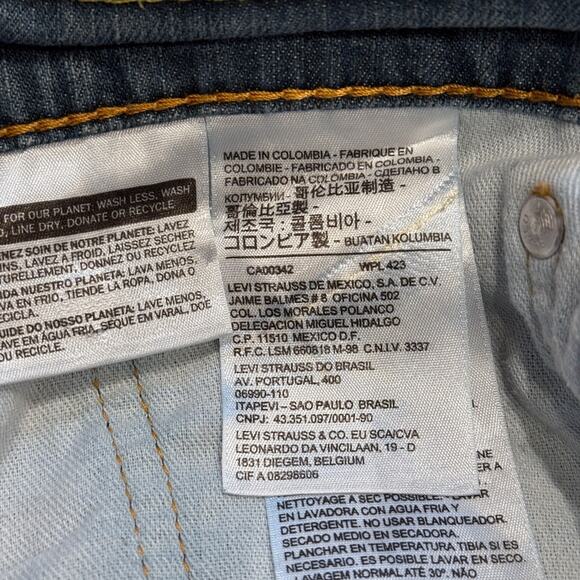 FOR OUR PLANET: WASH LESS, WASH
LINE DRY, DONATE OR RECYCLE
SOIN DE NOTRE PLANETE: LAVEZ
LAVEZ A FROID, LAISSEZ SECHER
DONNEZ OU RECYCLEZ
NUESTRO PLANETA: LAVA MENOS,
EN FRIO, TIENDE LA ROPA, DONA O
DO NOSSO PLANETA: LAVE MENOS,
EM AGUA FRIA, SEQUE EM VARAL, DOE
OU RECICLE.
MADE IN COLOMBIA - FABRIQUE EN
COLOMBIE - FABRICADO EN COLOMBIA -
FABRICADO NA COLOMBIA - СДЕЛАНО В
КОЛУМБИИ - 哥伦比亚制造 -
哥倫比亞製 -
제조국: 콜롬비아 -
コロンビア製 - BUATAN KOLUMBIA
CA00342 WPL 423
LEVI STRAUSS DE MEXICO, S.A. DE C.V.
JAIME BALMES # 8 OFICINA 502
COL. LOS MORALES POLANCO
DELEGACION MIGUEL HIDALGO
C.P. 11510 MEXICO D.F.
R.F.C. LSM 660818 M-98 C.N.I.V. 3337
LEVI STRAUSS DO BRASIL
AV. PORTUGAL, 400
06990-110
ITAPEVI - SAO PAULO BRASIL
CNPJ: 43.351.097/0001-90
LEVI STRAUSS & CO. EU SCA/CVA
LEONARDO DA VINCILAAN, 19 - D
1831 DIEGEM, BELGIUM
CIF A 08298606
NETTOYAGE A SEC POSSIBLE. LAVAR
EN LAVADORA CON AGUA FRIA Y
DETERGENTE. NO USAR BLANQUEADOR.
SECADO MEDIO EN SECADORA.
PLANCHAR EN TEMPERATURA TIBIA SI ES
NECESARIO. ES POSIBLE LAVAR EN SECO.
LAVAGEM NORMAL ATÉ 30°. NÃO